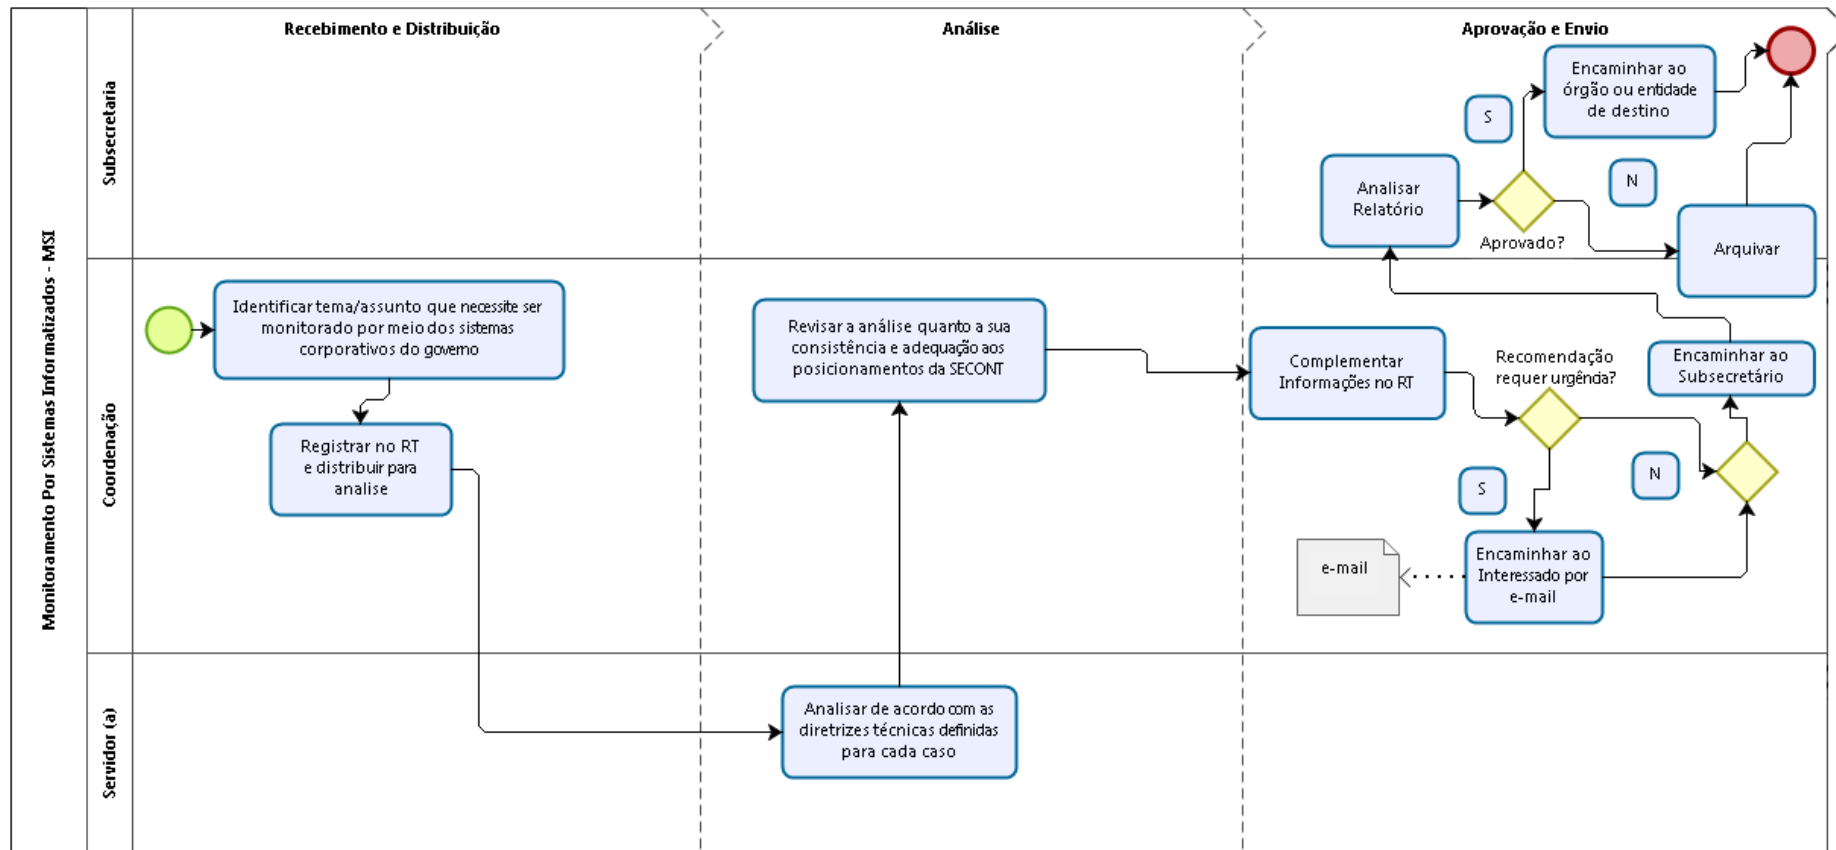 Monitoramento Por Sistemas Informatizados - MSI
Recebimento e Distribuição
Análise
Aprovação e Envio
Subsecretaria
Analisar
Relatório
Aprovado?
S
Encaminhar ao
órgão ou entidade
de destino
N
Arquivar
Coordenação
Identificar tema/assunto que necessite ser
monitorado por meio dos sistemas
corporativos do governo
Registrar no RT
e distribuir para
analise
Revisar a análise quanto a sua
consistência e adequação aos
posicionamentos da SECONT
Complementar
Informações no RT
Recomendação
requer urgência?
S
N
Encaminhar ao
Subsecretário
Encaminhar ao
Interessado por
e-mail
e-mail
Servidor (a)
Analisar de acordo com as
diretrizes técnicas definidas
para cada caso